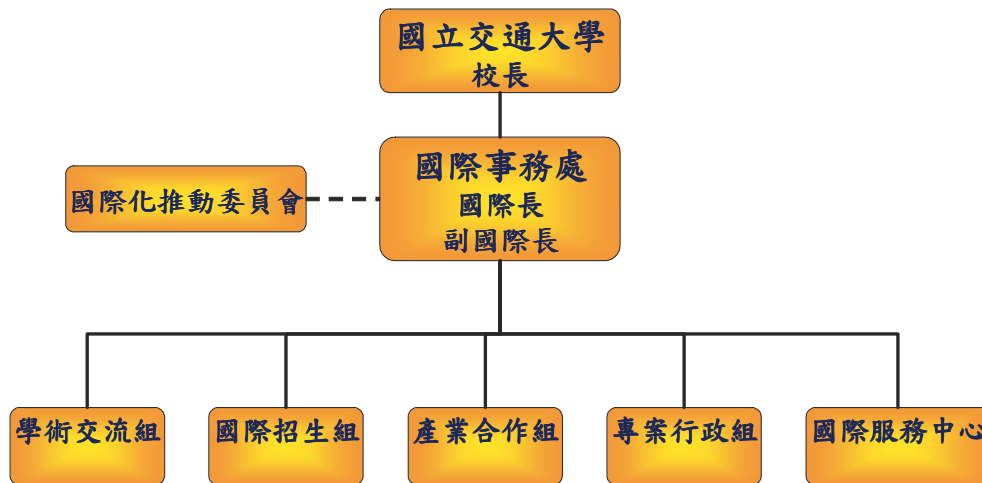 國立交通大學
校長
國際事務處
國際長
副國際長
國際化推動委員會
學術交流組
國際招生組
產業合作組
專案行政組
國際服務中心